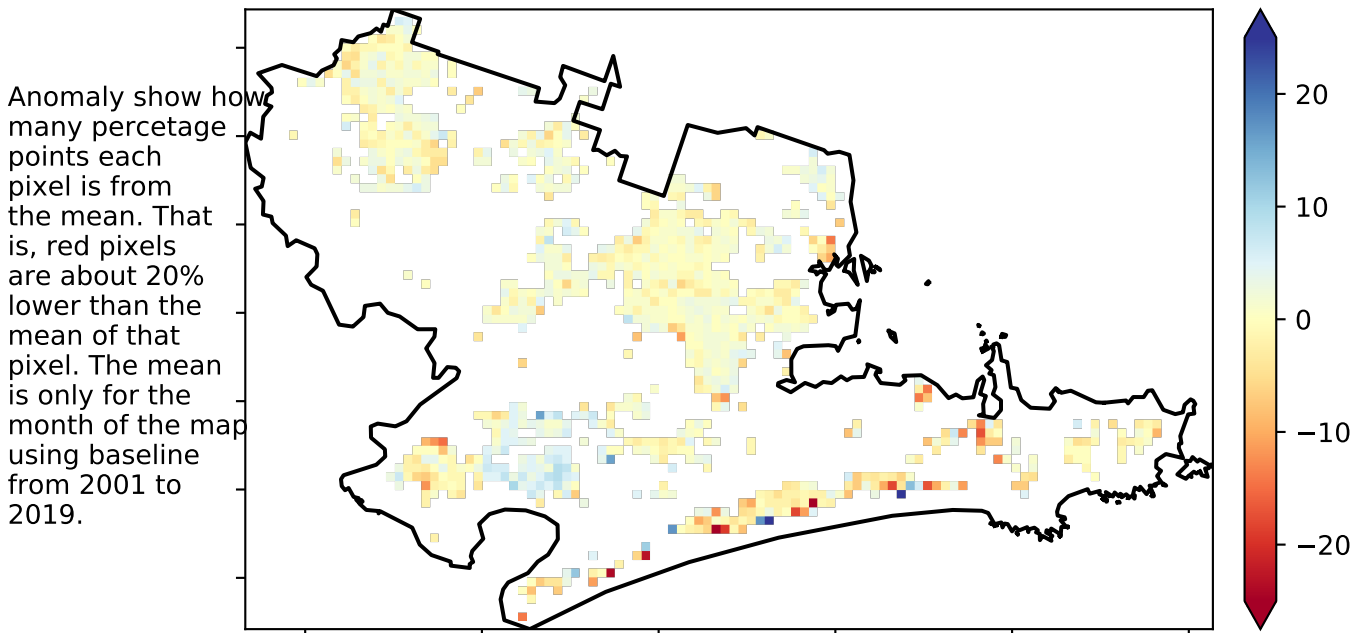 Anomaly show how
many percetage
points each
pixel is from
the mean. That
is, red pixels
are about 20%
lower than the
mean of that
pixel. The mean
is only for the
month of the map
using baseline
from 2001 to
2019.
20
10
0
−10
−20